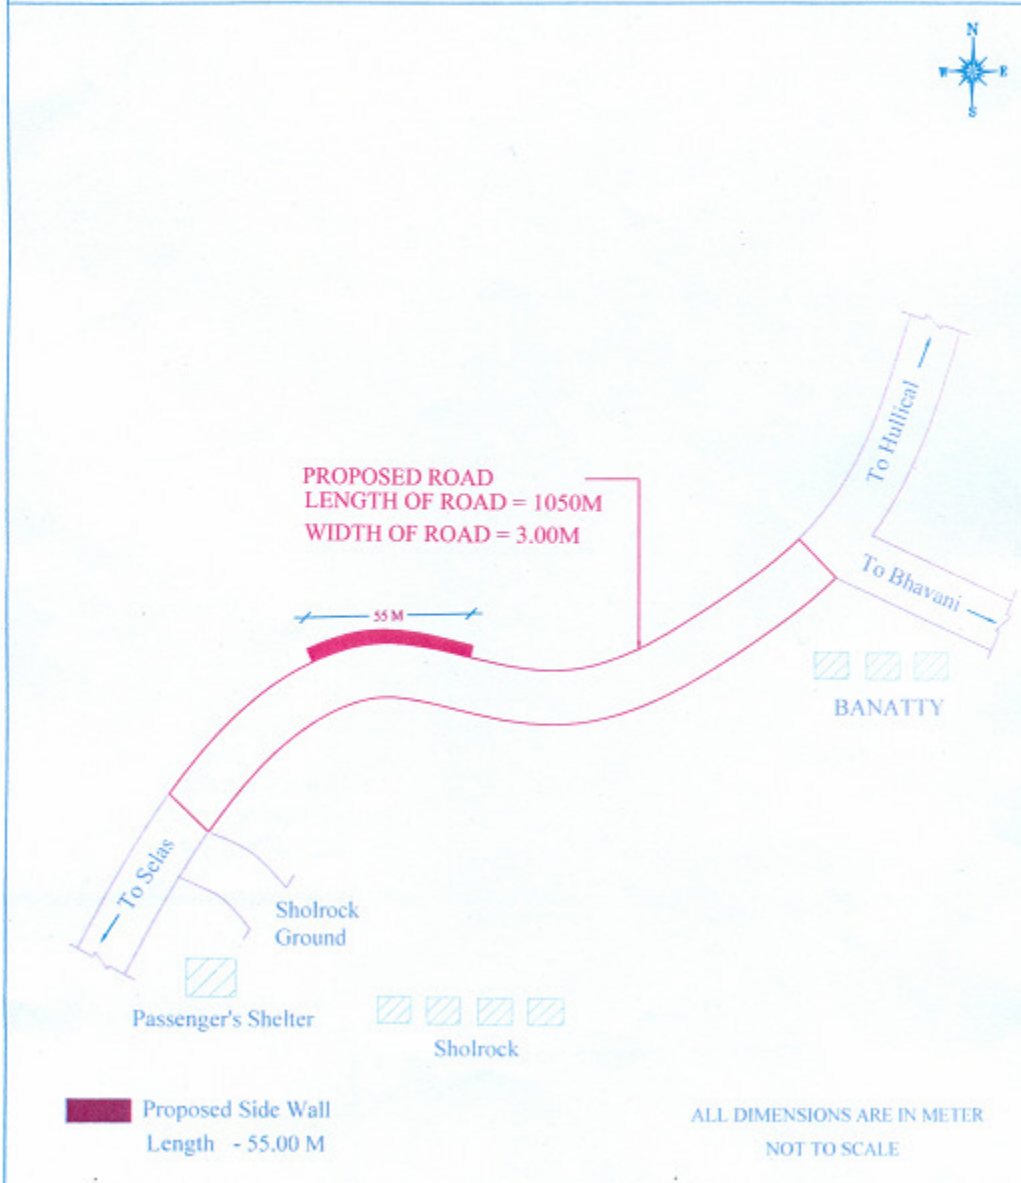 N
W E
S
To Hullical
PROPOSED ROAD
LENGTH OF ROAD = 1050M
WIDTH OF ROAD = 3.00M
To Bhavani
55 M
BANATTY
To Selas
Sholrock
Ground
Passenger's Shelter
Sholrock
Proposed Side Wall
Length - 55.00 M
ALL DIMENSIONS ARE IN METER
NOT TO SCALE